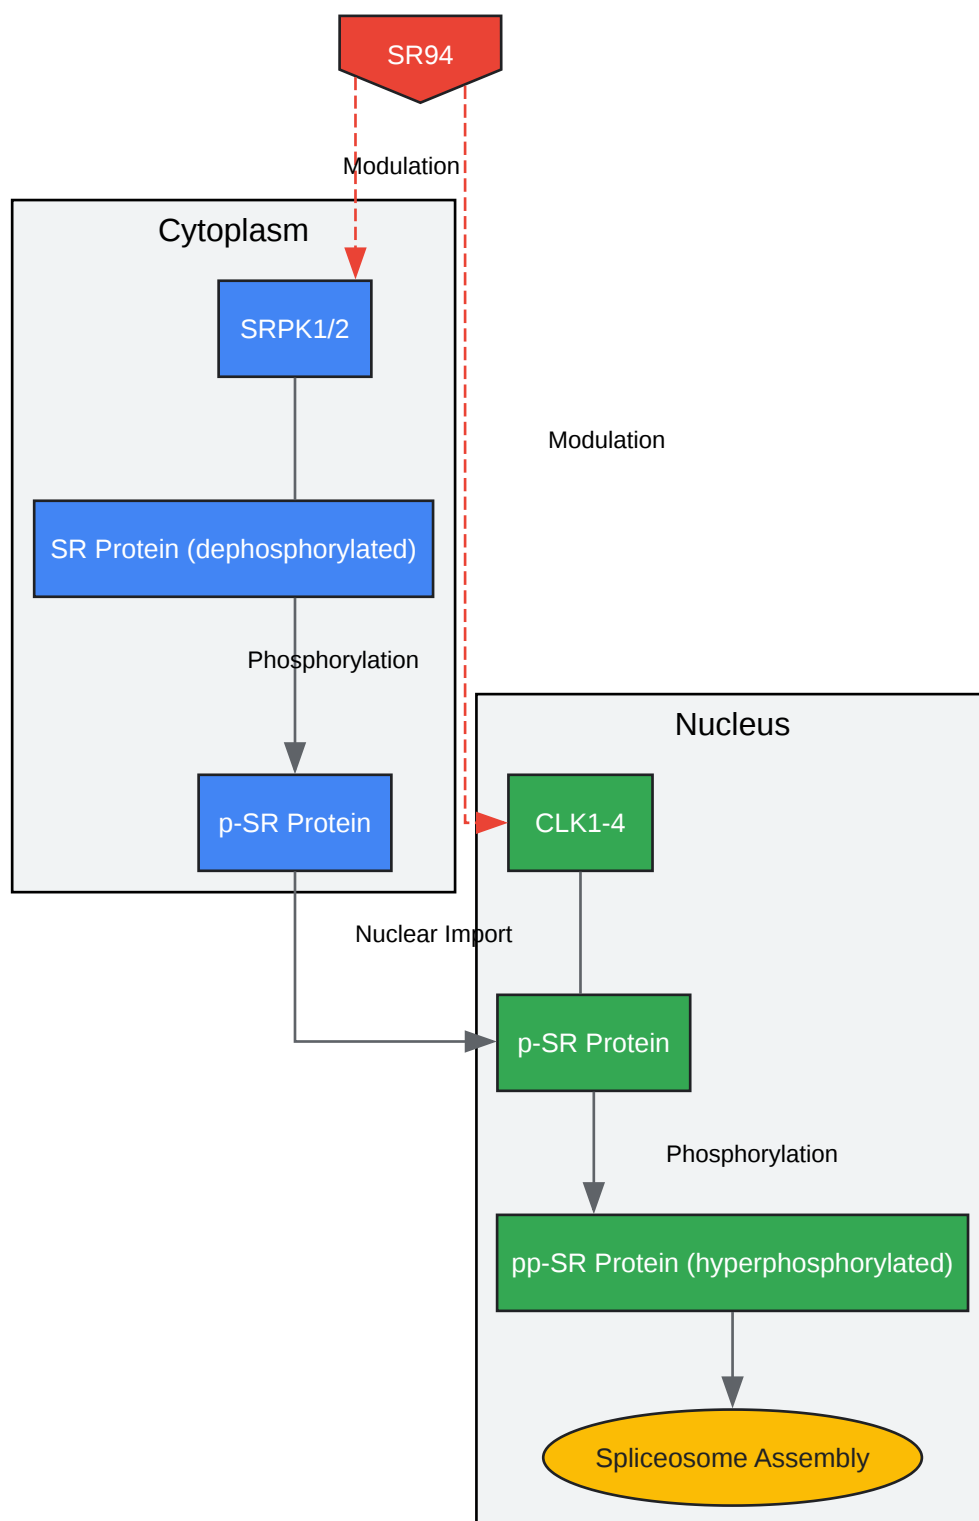 SR94
Modulation
Cytoplasm
SRPK1/2
Modulation
SR Protein (dephosphorylated)
Phosphorylation
Nucleus
p-SR Protein
CLK1-4
Nuclear Import
p-SR Protein
Phosphorylation
pp-SR Protein (hyperphosphorylated)
Spliceosome Assembly